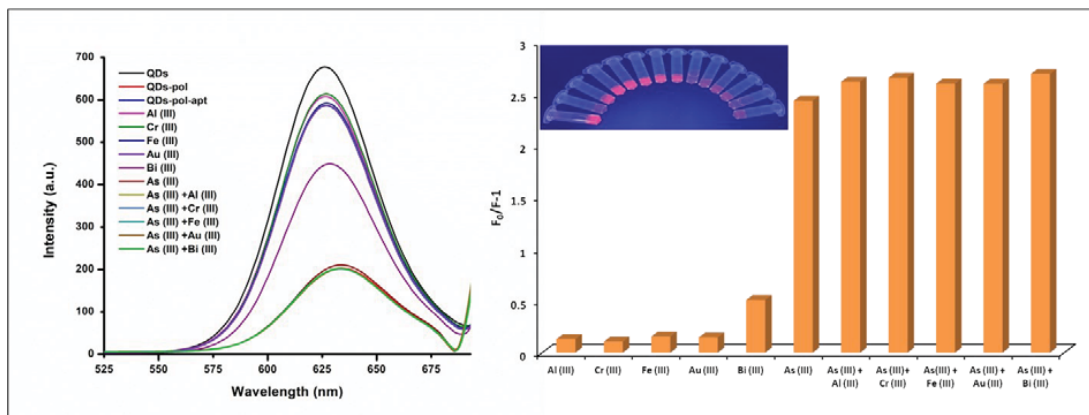 700
600
500
400
300
200
100
0
Intensity (a.u.)
QDs
QDs-pol
QDs-pol-apt
Al (III)
Cr (III)
Fe (III)
Au (III)
Bi (III)
As (III)
As (III) +Al (III)
As (III) +Cr (III)
As (III) +Fe (III)
As (III) +Au (III)
As (III) +Bi (III)
525 550 575 600 625 650 675
Wavelength (nm)
3
2.5
2
1.5
1
0.5
0
F₀/F-1
Al (III) Cr (III) Fe (III) Au (III) Bi (III) As (III) As (III) + As (III) + As(III) + As (III) + As (III) +
Al (III) Cr (III) Fe (III) Au (III) Bi (III)